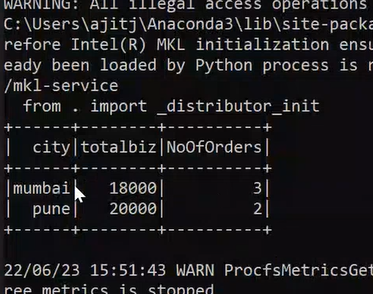 WARNING: All illegal access operations
C:\Users\ajitj\Anaconda3\lib\site-pack
refore Intel(R) MKL initialization ensu
eady been loaded by Python process is r
/mkl-service
  from . import _distributor_init
+------+--------+----------+
|  city|totalbiz|NoOfOrders|
+------+--------+----------+
|mumbai|   18000|         3|
|  pune|   20000|         2|
+------+--------+----------+
22/06/23 15:51:43 WARN ProcfsMetricsGet
ree metrics is stopped